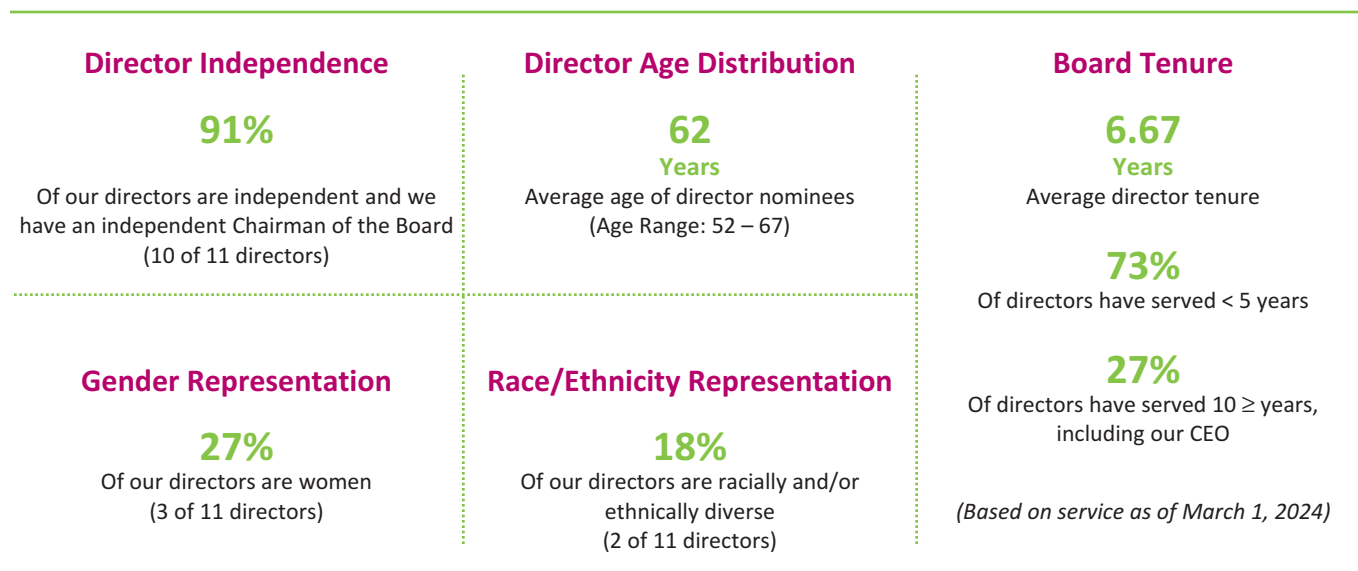 Director Independence
91%
Of our directors are independent and we
have an independent Chairman of the Board
(10 of 11 directors)
Director Age Distribution
62
Years
Average age of director nominees
(Age Range: 52 – 67)
Board Tenure
6.67
Years
Average director tenure
73%
Of directors have served < 5 years
27%
Of directors have served 10 ≥ years,
including our CEO
(Based on service as of March 1, 2024)
Gender Representation
27%
Of our directors are women
(3 of 11 directors)
Race/Ethnicity Representation
18%
Of our directors are racially and/or
ethnically diverse
(2 of 11 directors)